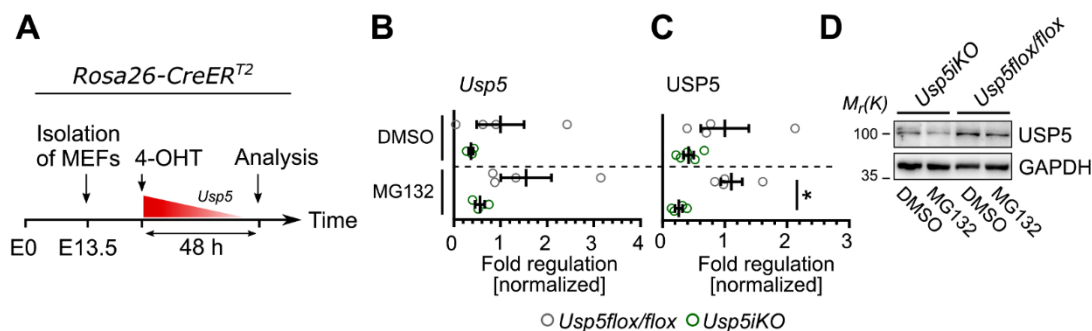 A
Rosa26-CreER^T2
Isolation
of MEFs
4-OHT
Analysis
Usp5
Time
E0
E13.5
48 h
B
Usp5
DMSO
MG132
0 1 2 3 4
Fold regulation
[normalized]
C
USP5
*
0 1 2 3
Fold regulation
[normalized]
Usp5flox/flox Usp5iKO
D
Usp5iKO
Usp5flox/flox
Mr(K)
100
USP5
35
GAPDH
DMSO
MG132
DMSO
MG132